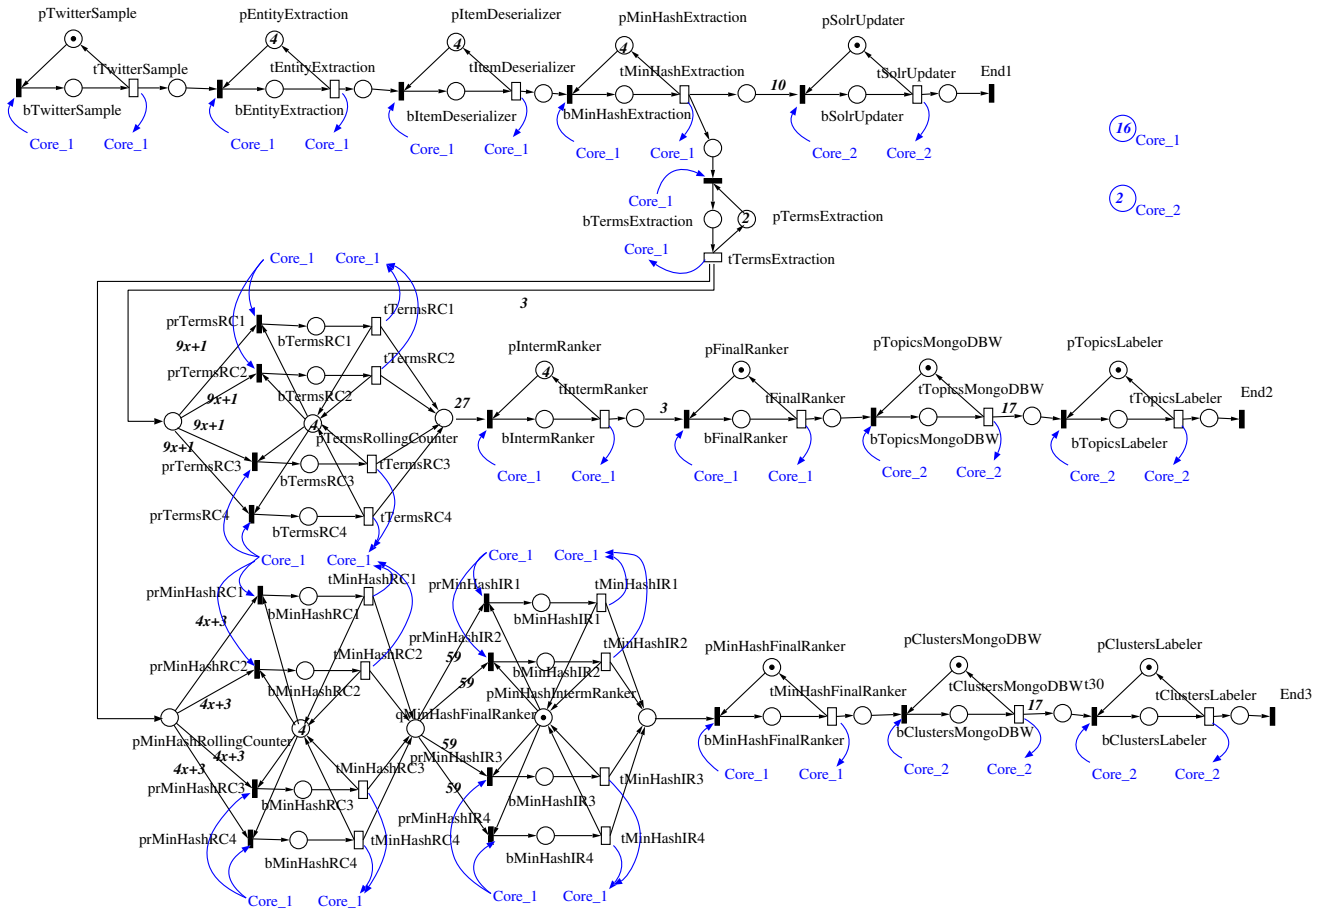 pTwitterSample
pEntityExtraction
pItemDeserializer
pMinHashExtraction
pSolrUpdater
4
4
4
tTwitterSample
tEntityExtraction
tItemDeserializer
tMinHashExtraction
tSolrUpdater
End1
10
bTwitterSample
bEntityExtraction
bItemDeserializer
bMinHashExtraction
bSolrUpdater
Core_1
Core_1
Core_1
Core_1
Core_1
Core_1
Core_1
Core_1
Core_2
Core_2
16
Core_1
2
Core_2
Core_1
bTermsExtraction
2
pTermsExtraction
Core_1
tTermsExtraction
3
Core_1
Core_1
prTermsRC1
tTermsRC1
9x+1
bTermsRC1
prTermsRC2
tTermsRC2
9x+1
bTermsRC2
9x+1
4
pTermsRollingCounter
27
9x+1
prTermsRC3
tTermsRC3
bTermsRC3
prTermsRC4
tTermsRC4
bTermsRC4
Core_1
Core_1
pIntermRanker
4
tIntermRanker
bIntermRanker
Core_1
Core_1
3
pFinalRanker
tFinalRanker
bFinalRanker
Core_1
Core_1
pTopicsMongoDBW
tTopicsMongoDBW
17
bTopicsMongoDBW
Core_2
Core_2
pTopicsLabeler
tTopicsLabeler
End2
bTopicsLabeler
Core_2
Core_2
prMinHashRC1
tMinHashRC1
bMinHashRC1
4x+3
prMinHashRC2
tMinHashRC2
bMinHashRC2
4x+3
pMinHashRollingCounter
4
4x+3
4x+3
prMinHashRC3
tMinHashRC3
bMinHashRC3
prMinHashRC4
tMinHashRC4
bMinHashRC4
Core_1
Core_1
Core_1
Core_1
prMinHashIR1
tMinHashIR1
bMinHashIR1
prMinHashIR2
tMinHashIR2
59
bMinHashIR2
59
pMinHashIntermRanker
qMinHashFinalRanker
59
prMinHashIR3
tMinHashIR3
59
bMinHashIR3
prMinHashIR4
tMinHashIR4
bMinHashIR4
Core_1
Core_1
pMinHashFinalRanker
tMinHashFinalRanker
bMinHashFinalRanker
Core_1
Core_1
pClustersMongoDBW
tClustersMongoDBW
t30
17
bClustersMongoDBW
Core_2
Core_2
pClustersLabeler
tClustersLabeler
End3
bClustersLabeler
Core_2
Core_2